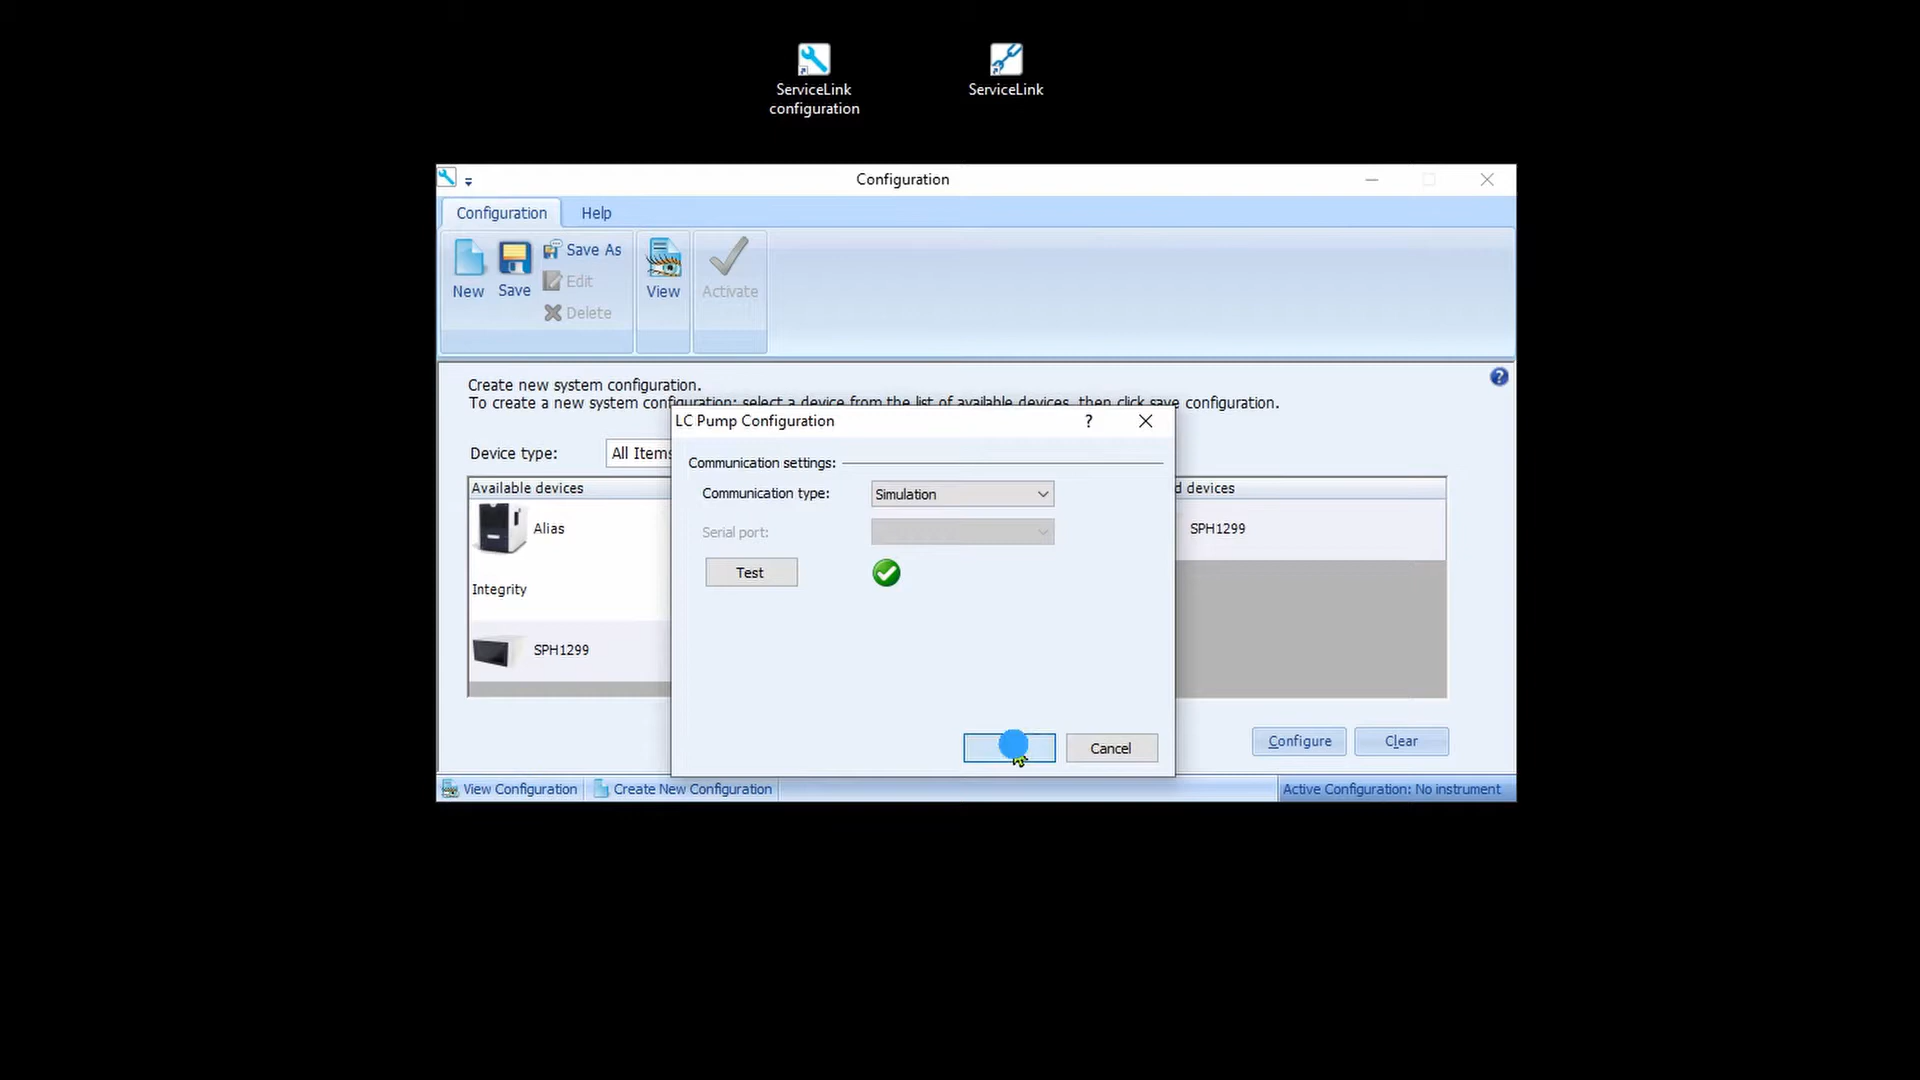 ServiceLink
configuration
ServiceLink
Configuration
Configuration
Help
New
Save
Save As
Edit
Delete
View
Activate
Create new system configuration.
To create a new system configuration: select a device from the list of available devices, then click save configuration.
Device type:
All Items
Available devices
Alias
Integrity
SPH1299
d devices
SPH1299
LC Pump Configuration
?
Communication settings:
Communication type:
Simulation
Serial port:
Test
Cancel
Configure
Clear
View Configuration
Create New Configuration
Active Configuration: No instrument